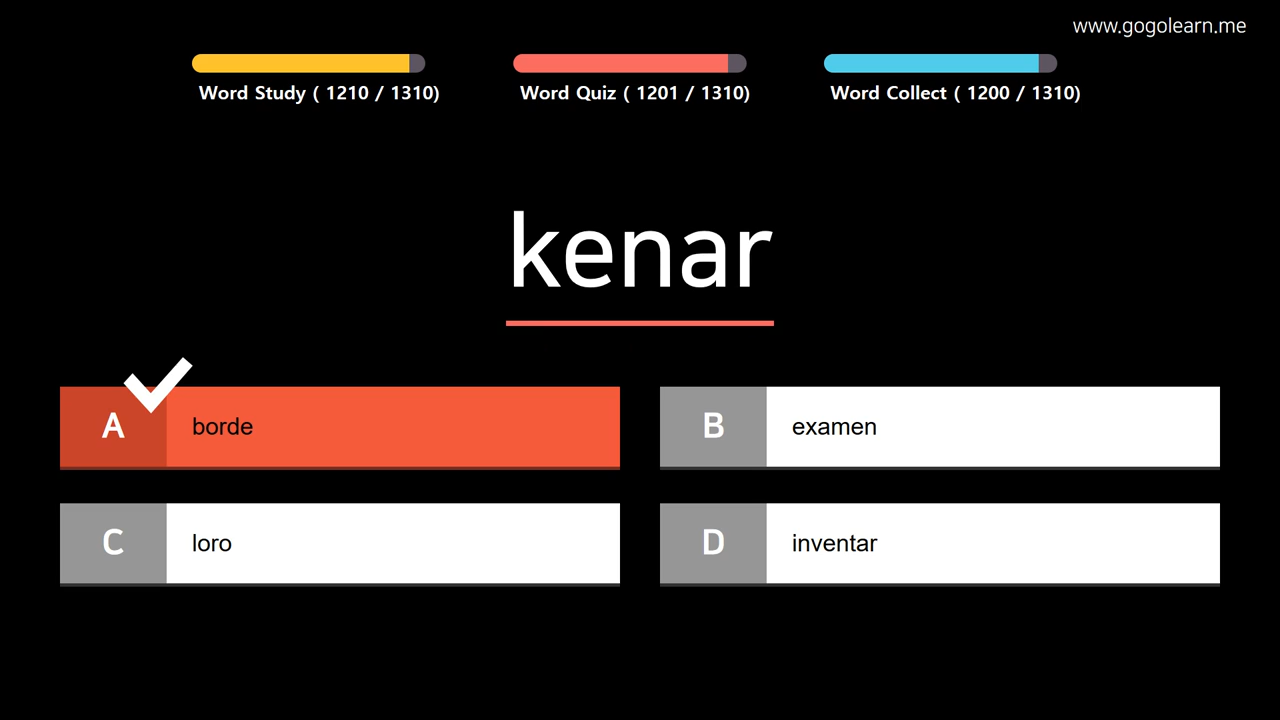 www.gogolearn.me
Word Study ( 1210 / 1310)
Word Quiz ( 1201 / 1310)
Word Collect ( 1200 / 1310)
kenar
A borde
B examen
C loro
D inventar